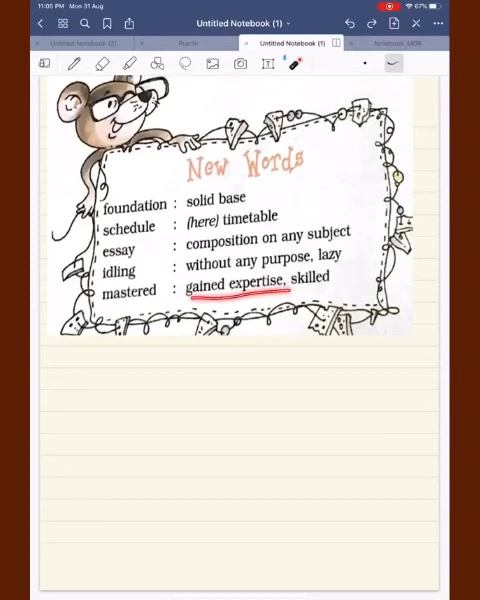 11:05 PM Mon 31 Aug
67%
Untitled Notebook (1)
Untitled Notebook (2)
Prachi
Untitled Notebook (1)
Notebook_MOR
New Words
foundation : solid base
schedule : (here) timetable
essay : composition on any subject
idling : without any purpose, lazy
mastered : gained expertise, skilled